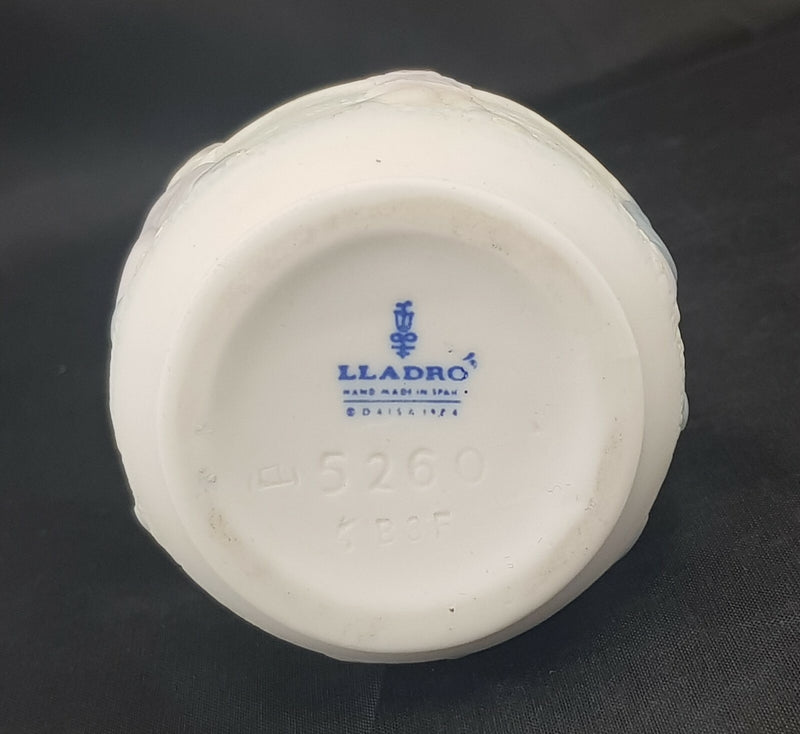 LLADRÓ
HAND MADE IN SPAIN
© DAISA 1984
E 5260